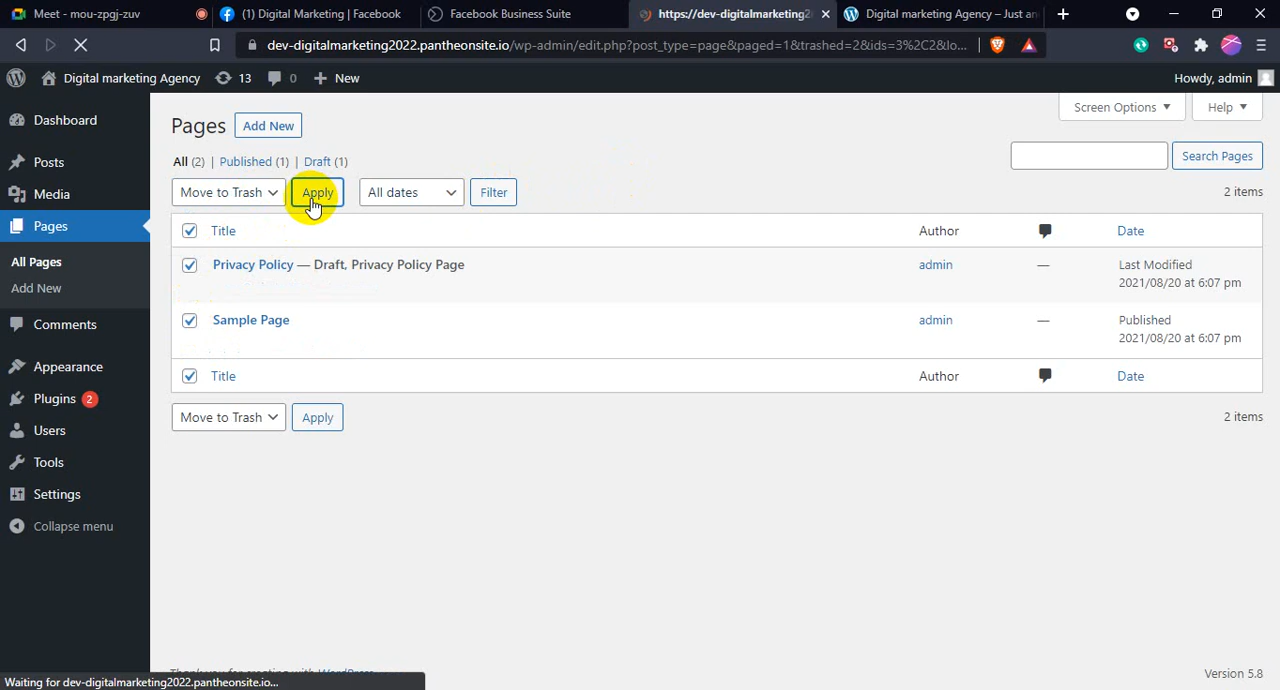 Meet - mou-zpgj-zuv
(1) Digital Marketing | Facebook
Facebook Business Suite
https://dev-digitalmarketing2
Digital marketing Agency – Just an
dev-digitalmarketing2022.pantheonsite.io/wp-admin/edit.php?post_type=page&paged=1&trashed=2&ids=3%2C2&lo...
Digital marketing Agency 13 0 New
Howdy, admin
Dashboard
Posts
Media
Pages
All Pages
Add New
Comments
Appearance
Plugins 2
Users
Tools
Settings
Collapse menu
Screen Options
Help
Pages Add New
All (2) | Published (1) | Draft (1)
Search Pages
Move to Trash Apply All dates Filter
2 items
Title Author Date
Privacy Policy — Draft, Privacy Policy Page admin — Last Modified
2021/08/20 at 6:07 pm
Sample Page admin — Published
2021/08/20 at 6:07 pm
Title Author Date
Move to Trash Apply
2 items
Thank you for creating with WordPress
Version 5.8
Waiting for dev-digitalmarketing2022.pantheonsite.io...